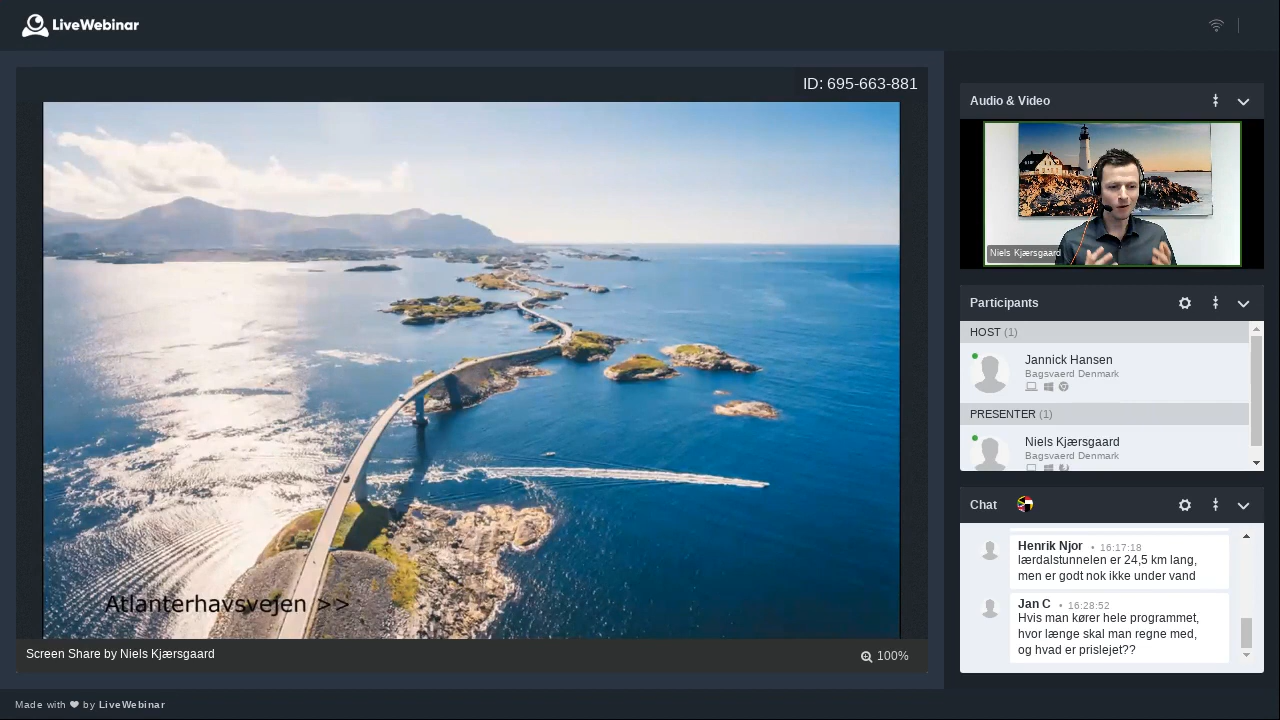 LiveWebinar
ID: 695-663-881
Atlanterhavsvejen >>
Screen Share by Niels Kjærsgaard
100%
Audio & Video
Niels Kjærsgaard
Participants
HOST (1)
Jannick Hansen
Bagsvaerd Denmark
PRESENTER (1)
Niels Kjærsgaard
Bagsvaerd Denmark
Chat
Henrik Njor • 16:17:18
lærdalstunnelen er 24,5 km lang,
men er godt nok ikke under vand
Jan C • 16:28:52
Hvis man kører hele programmet,
hvor længe skal man regne med,
og hvad er prislejet??
Made with ❤ by LiveWebinar